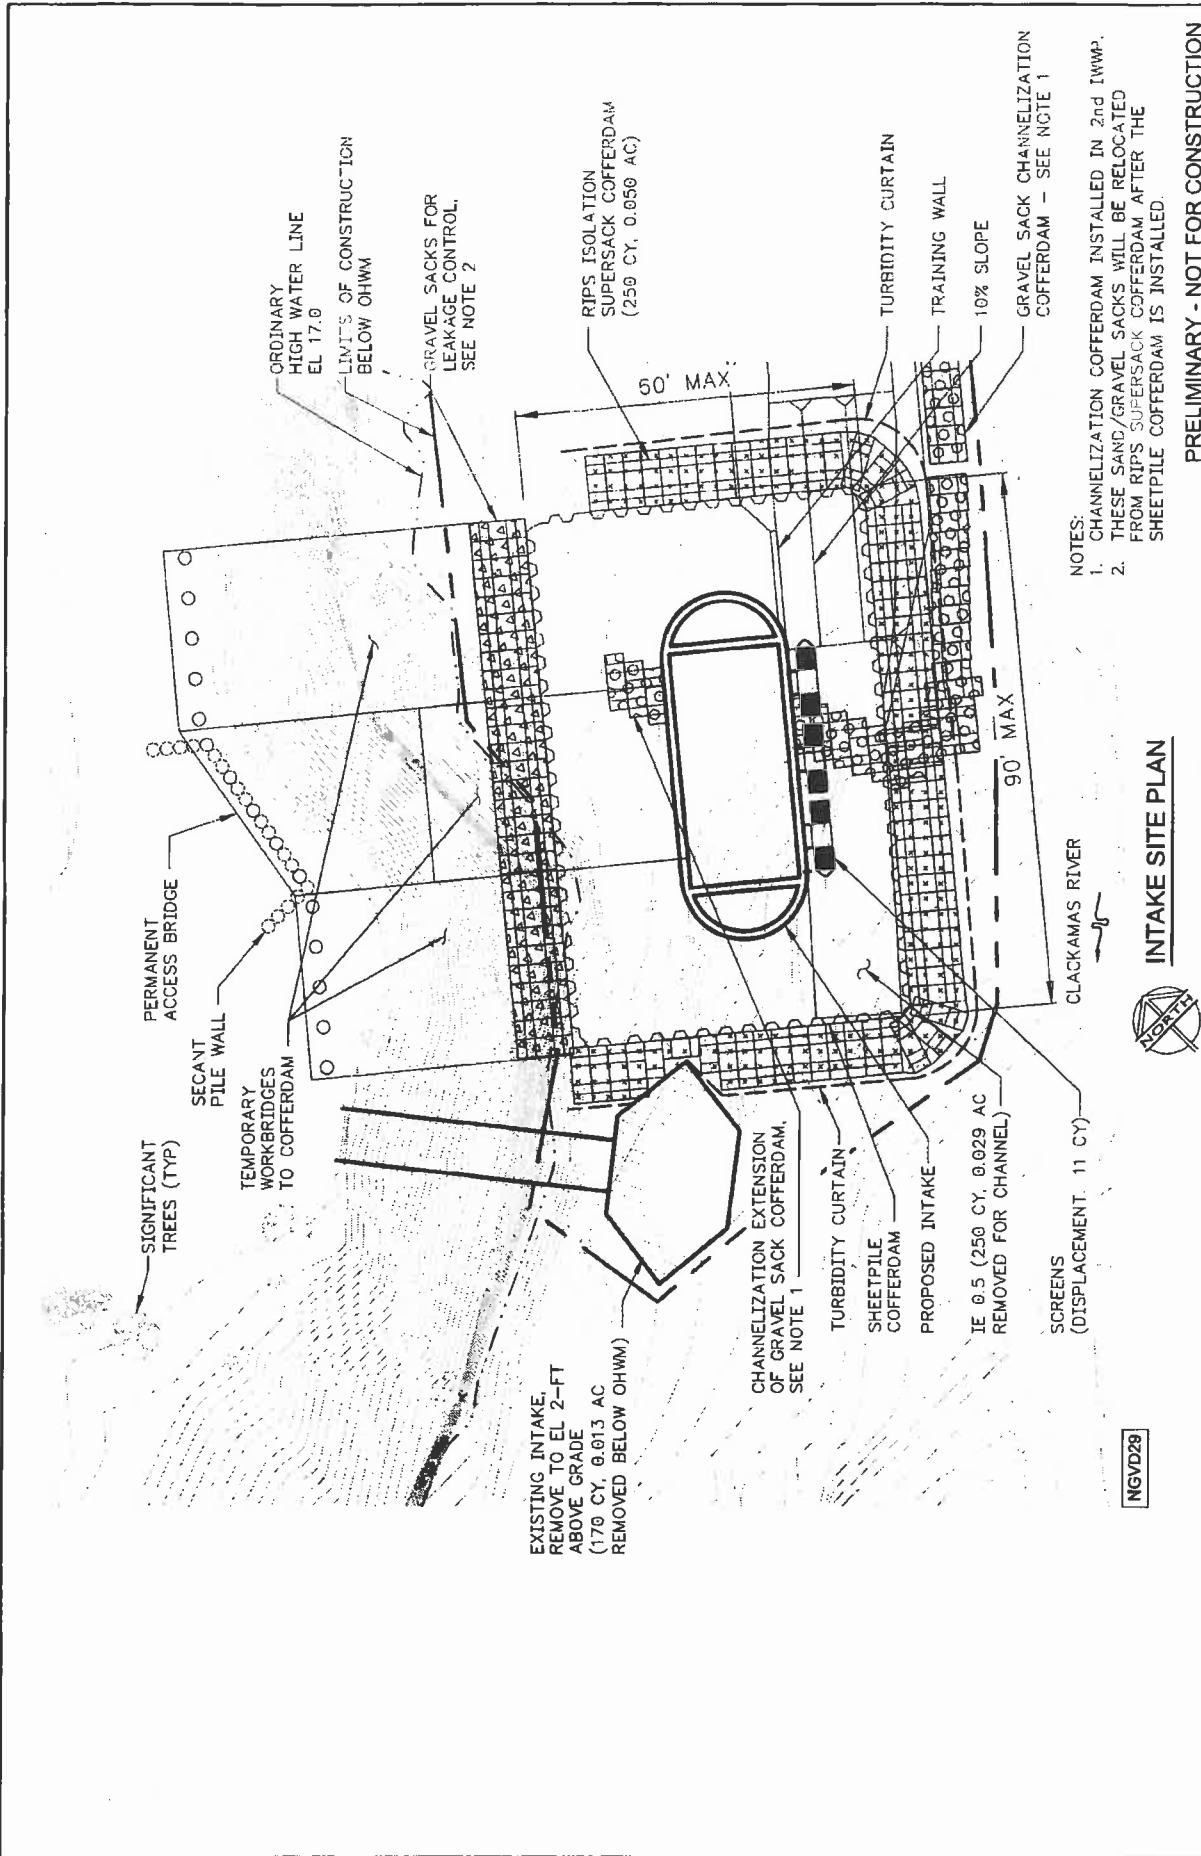 SIGNIFICANT
TREES (TYP)
PERMANENT
ACCESS BRIDGE
SECANT
PILE WALL
TEMPORARY
WORKBRIDGES
TO COFFERDAM
ORDINARY
HIGH WATER LINE
EL 17.0
LIMITS OF CONSTRUCTION
BELOW OHWM
GRAVEL SACKS FOR
LEAKAGE CONTROL,
SEE NOTE 2
RIPS ISOLATION
SUPERSACK COFFERDAM
(250 CY, 0.050 AC)
60' MAX
TURBIDITY CURTAIN
TRAINING WALL
10% SLOPE
GRAVEL SACK CHANNELIZATION
COFFERDAM - SEE NOTE 1
EXISTING INTAKE,
REMOVE TO EL 2-FT
ABOVE GRADE
(170 CY, 0.013 AC
REMOVED BELOW OHWM)
CHANNELIZATION EXTENSION
OF GRAVEL SACK COFFERDAM,
SEE NOTE 1
TURBIDITY CURTAIN
SHEETPILE
COFFERDAM
PROPOSED INTAKE
IE 0.5 (250 CY, 0.029 AC
REMOVED FOR CHANNEL)
SCREENS
(DISPLACEMENT 11 CY)
90' MAX
CLACKAMAS RIVER
NOTES:
1. CHANNELIZATION COFFERDAM INSTALLED IN 2nd IWWP.
2. THESE SAND/GRAVEL SACKS WILL BE RELOCATED
FROM RIPS SUPERSACK COFFERDAM AFTER THE
SHEETPILE COFFERDAM IS INSTALLED.
NGVD29
NORTH
INTAKE SITE PLAN
PRELIMINARY - NOT FOR CONSTRUCTION